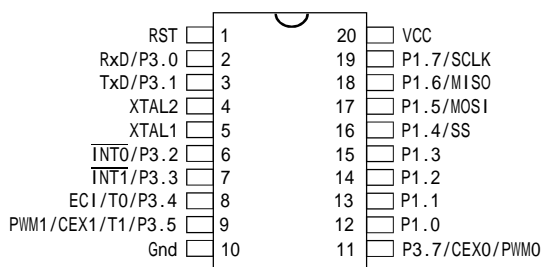 RST 1 20 VCC
RxD/P3.0 2 19 P1.7/SCLK
TxD/P3.1 3 18 P1.6/MISO
XTAL2 4 17 P1.5/MOSI
XTAL1 5 16 P1.4/SS
INT0/P3.2 6 15 P1.3
INT1/P3.3 7 14 P1.2
ECI/T0/P3.4 8 13 P1.1
PWM1/CEX1/T1/P3.5 9 12 P1.0
Gnd 10 11 P3.7/CEX0/PWM0